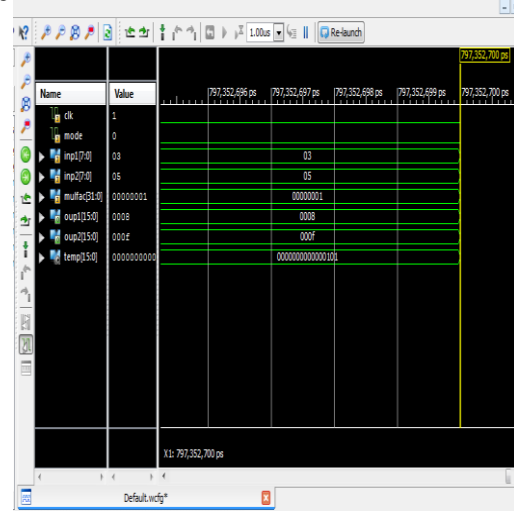 1.00us Re-launch
797,352,700 ps
Name Value 797,352,696 ps 797,352,697 ps 797,352,698 ps 797,352,699 ps 797,352,700 ps
clk 1
mode 0
inp1[7:0] 03 03
inp2[7:0] 05 05
mulfac[31:0] 00000001 00000001
oup1[15:0] 0008 0008
oup2[15:0] 000f 000f
temp[15:0] 0000000000 0000000000000101
X1: 797,352,700 ps
Default.wcfg*